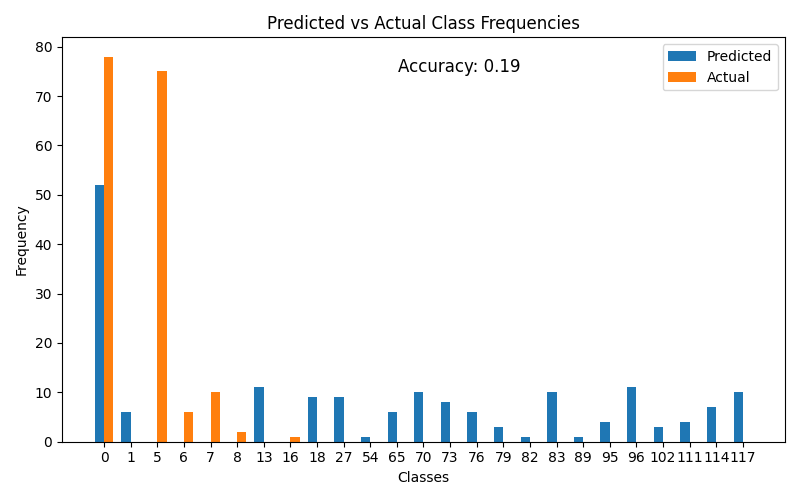 Predicted vs Actual Class Frequencies
Accuracy: 0.19
Predicted
Actual
Frequency
80
70
60
50
40
30
20
10
0
0 1 5 6 7 8 13 16 18 27 54 65 70 73 76 79 82 83 89 95 96 102 111 114 117
Classes